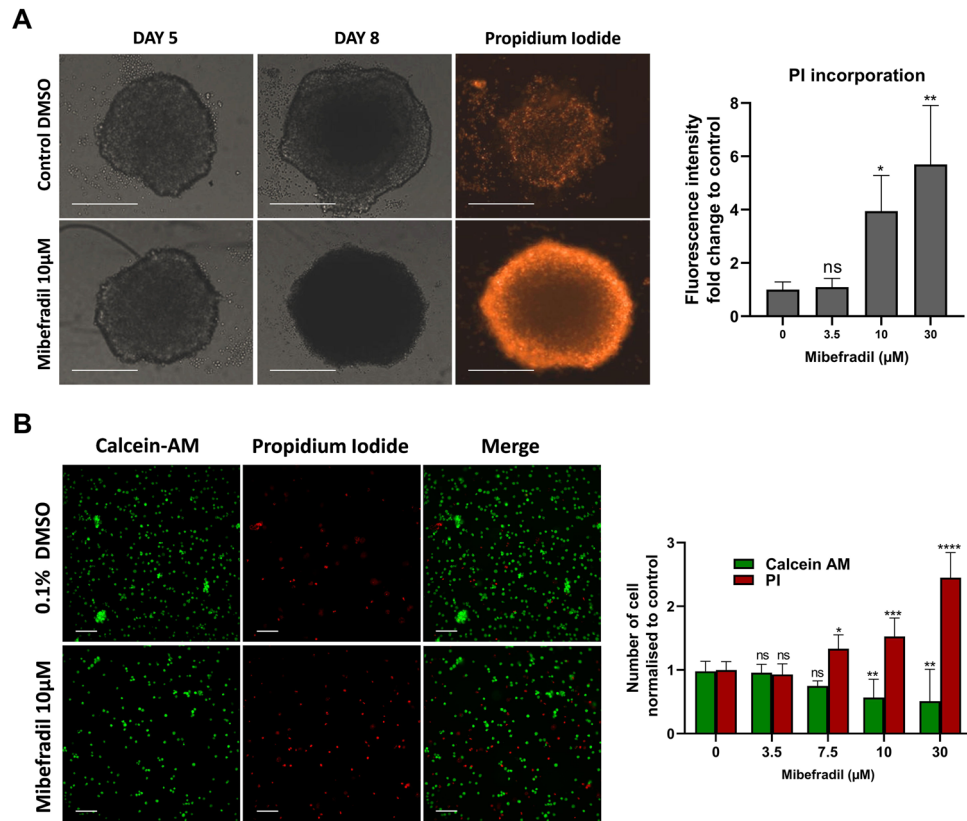 A
DAY 5
DAY 8
Propidium Iodide
Control DMSO
Mibefradil 10µM
PI incorporation
Fluorescence intensity
fold change to control
8
6
4
2
0
ns
*
**
0
3.5
10
30
Mibefradil (µM)
B
Calcein-AM
Propidium Iodide
Merge
0.1% DMSO
Mibefradil 10µM
Number of cell
normalised to control
3
2
1
0
Calcein AM
PI
ns
ns
ns
*
**
***
**
****
0
3.5
7.5
10
30
Mibefradil (µM)